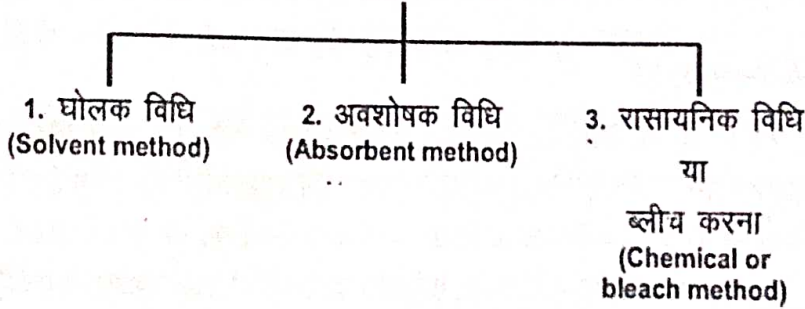 1. घोलक विधि
(Solvent method)
2. अवशोषक विधि
(Absorbent method)
3. रासायनिक विधि
या
ब्लीच करना
(Chemical or
bleach method)